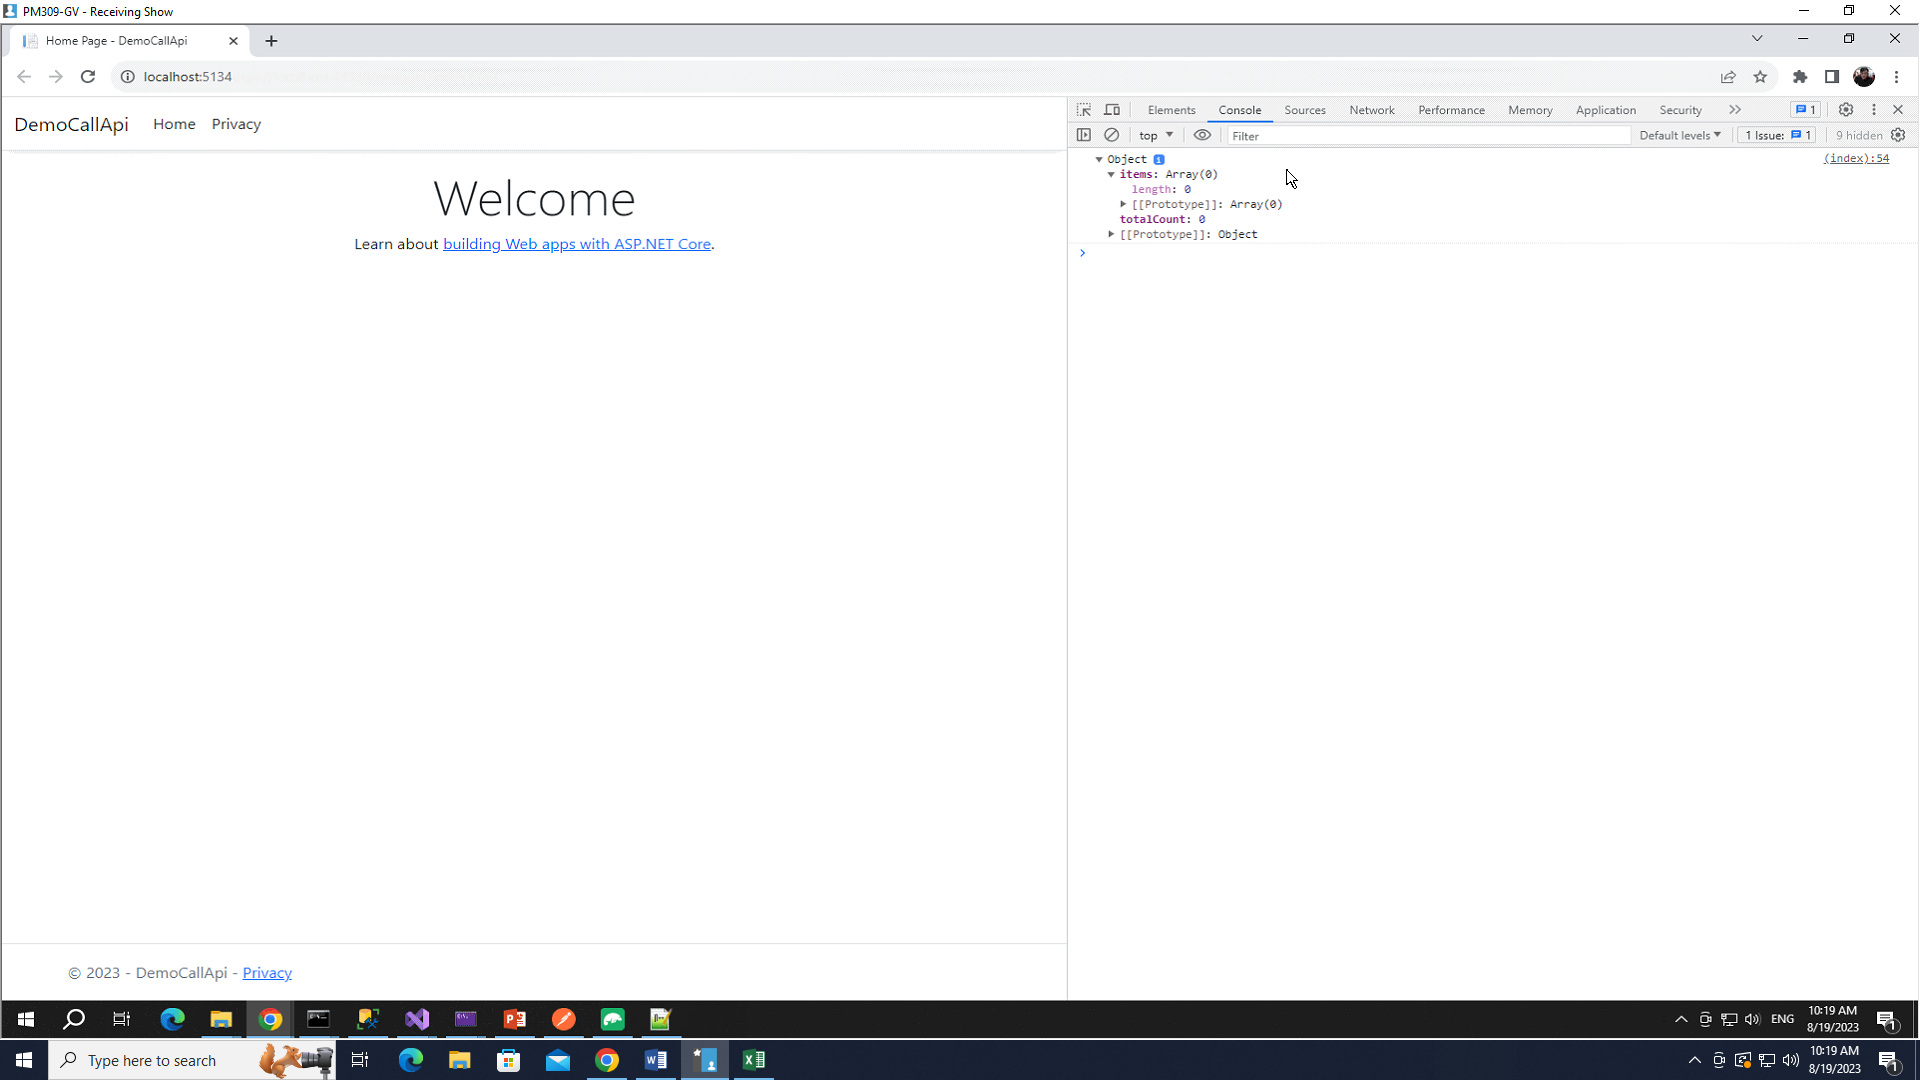 PM309-GV - Receiving Show
Home Page - DemoCallApi
localhost:5134
DemoCallApi Home Privacy
Welcome
Learn about building Web apps with ASP.NET Core.
© 2023 - DemoCallApi - Privacy
Elements Console Sources Network Performance Memory Application Security 1
top Filter Default levels 1 Issue: 1 9 hidden
Object (index):54
items: Array(0)
length: 0
[[Prototype]]: Array(0)
totalCount: 0
[[Prototype]]: Object
ENG 10:19 AM
8/19/2023 1
Type here to search 10:19 AM
8/19/2023 1